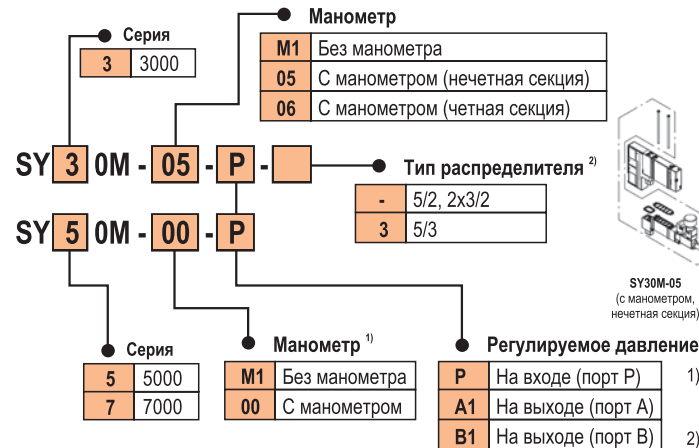 Серия
3 3000
Манометр
M1 Без манометра
05 С манометром (нечетная секция)
06 С манометром (четная секция)
SY 3 0M - 05 - P -
Тип распределителя 2)
- 5/2, 2x3/2
3 5/3
SY 5 0M - 00 - P
SY30M-05
(с манометром,
нечетная секция)
Серия
5 5000
7 7000
Манометр 1)
M1 Без манометра
00 С манометром
Регулируемое давление
P На входе (порт P)
A1 На выходе (порт A)
B1 На выходе (порт B)
1)
2)